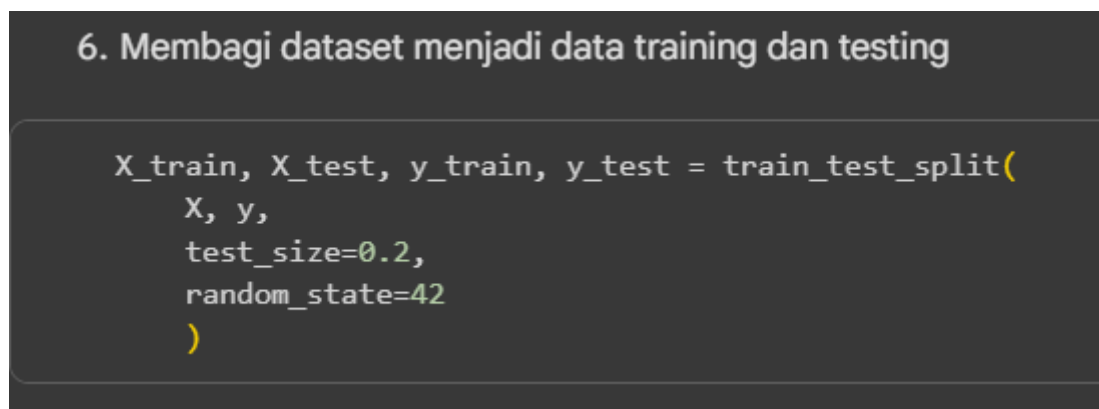 6. Membagi dataset menjadi data training dan testing
X_train, X_test, y_train, y_test = train_test_split(
X, y,
test_size=0.2,
random_state=42
)